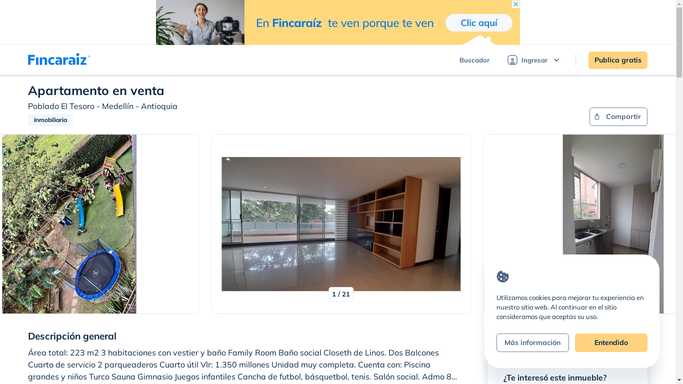 En Fincaraíz te ven porque te ven
Clic aquí
Fincaraiz
Buscador
Ingresar
Publica gratis
Apartamento en venta
Poblado El Tesoro - Medellín - Antioquia
Inmobiliaria
Compartir
1 / 21
Utilizamos cookies para mejorar tu experiencia en
nuestro sitio web. Al continuar en el sitio
consideramos que aceptas su uso.
Más información
Entendido
Descripción general
Área total: 223 m2 3 habitaciones con vestier y baño Family Room Baño social Closeth de Linos. Dos Balcones
Cuarto de servicio 2 parqueaderos Cuarto útil Vlr: 1.350 millones Unidad muy completa. Cuenta con: Piscina
grandes y niños Turco Sauna Gimnasio Juegos infantiles Cancha de futbol, básquetbol, tenis. Salón social. Admo 8...
¿Te interesó este inmueble?